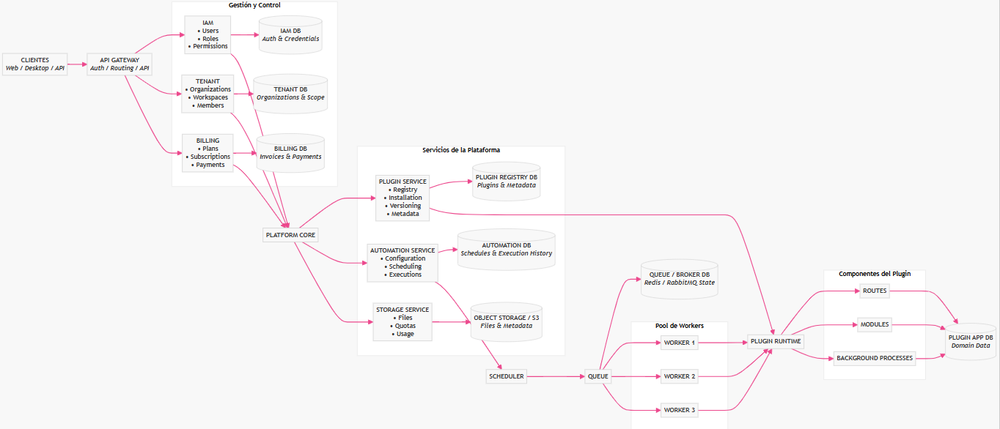 Gestión y Control
IAM
• Users
• Roles
• Permissions
IAM DB
Auth & Credentials
CLIENTES
Web / Desktop / API
API GATEWAY
Auth / Routing / API
TENANT
• Organizations
• Workspaces
• Members
TENANT DB
Organizations & Scope
BILLING
• Plans
• Subscriptions
• Payments
BILLING DB
Invoices & Payments
PLATFORM CORE
Servicios de la Plataforma
PLUGIN SERVICE
• Registry
• Installation
• Versioning
• Metadata
PLUGIN REGISTRY DB
Plugins & Metadata
AUTOMATION SERVICE
• Configuration
• Scheduling
• Executions
AUTOMATION DB
Schedules & Execution History
STORAGE SERVICE
• Files
• Quotas
• Usage
OBJECT STORAGE / S3
Files & Metadata
SCHEDULER
QUEUE
QUEUE / BROKER DB
Redis / RabbitMQ State
Pool de Workers
WORKER 1
WORKER 2
WORKER 3
PLUGIN RUNTIME
Componentes del Plugin
ROUTES
MODULES
BACKGROUND PROCESSES
PLUGIN APP DB
Domain Data